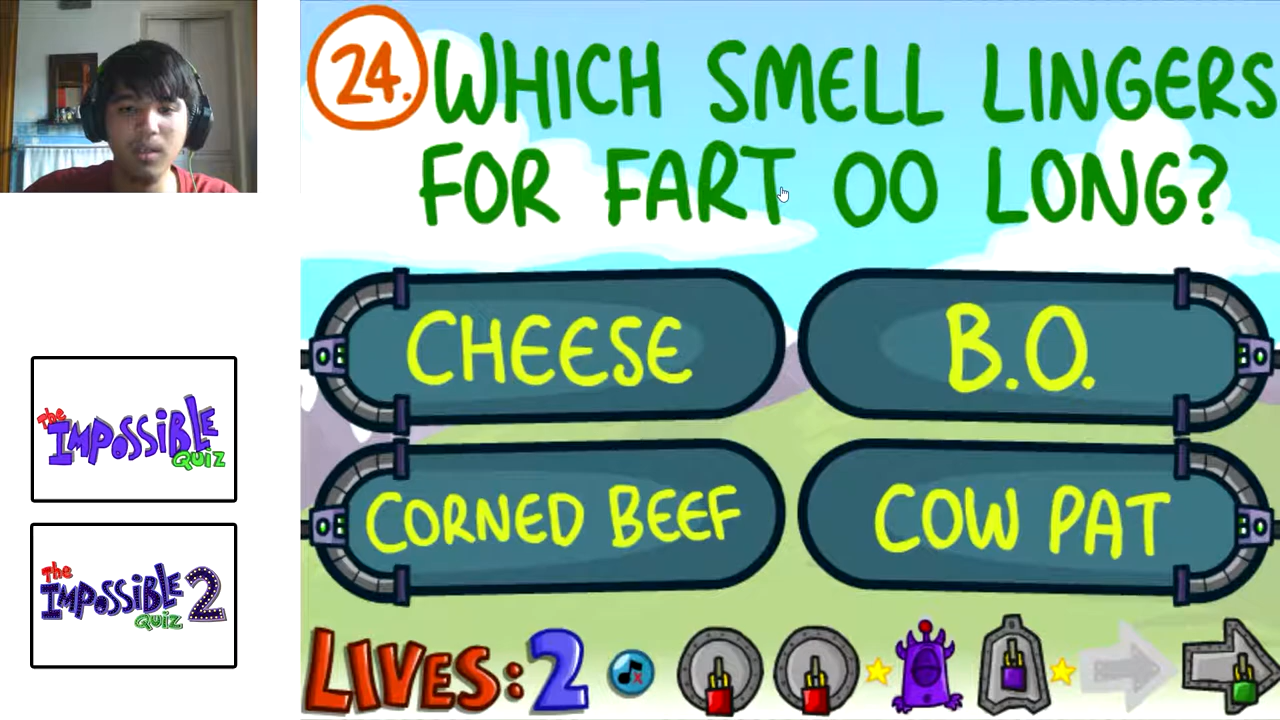 24. WHICH SMELL LINGERS
FOR FART OO LONG?
CHEESE
B.O.
CORNED BEEF
COW PAT
The
IMPOSSIBLE
QUIZ
The
IMPOSSIBLE 2
QUIZ
LIVES: 2